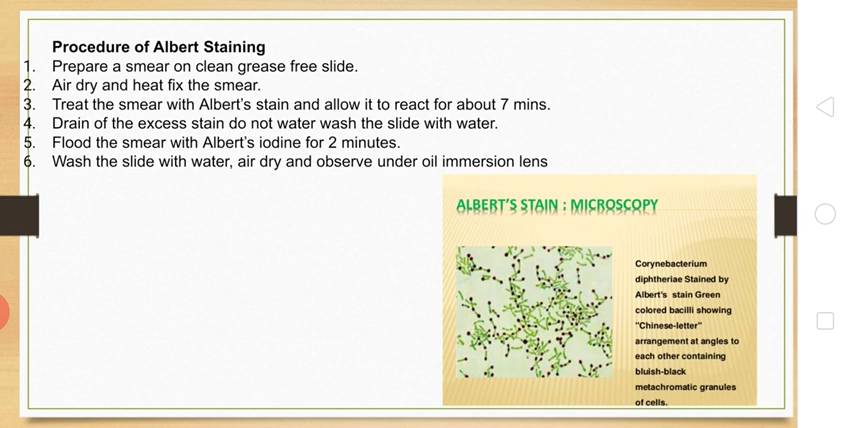 Procedure of Albert Staining
1. Prepare a smear on clean grease free slide.
2. Air dry and heat fix the smear.
3. Treat the smear with Albert's stain and allow it to react for about 7 mins.
4. Drain of the excess stain do not water wash the slide with water.
5. Flood the smear with Albert's iodine for 2 minutes.
6. Wash the slide with water, air dry and observe under oil immersion lens
ALBERT'S STAIN : MICROSCOPY
Corynebacterium
diphtheriae Stained by
Albert's stain Green
colored bacilli showing
"Chinese-letter"
arrangement at angles to
each other containing
bluish-black
metachromatic granules
of cells.